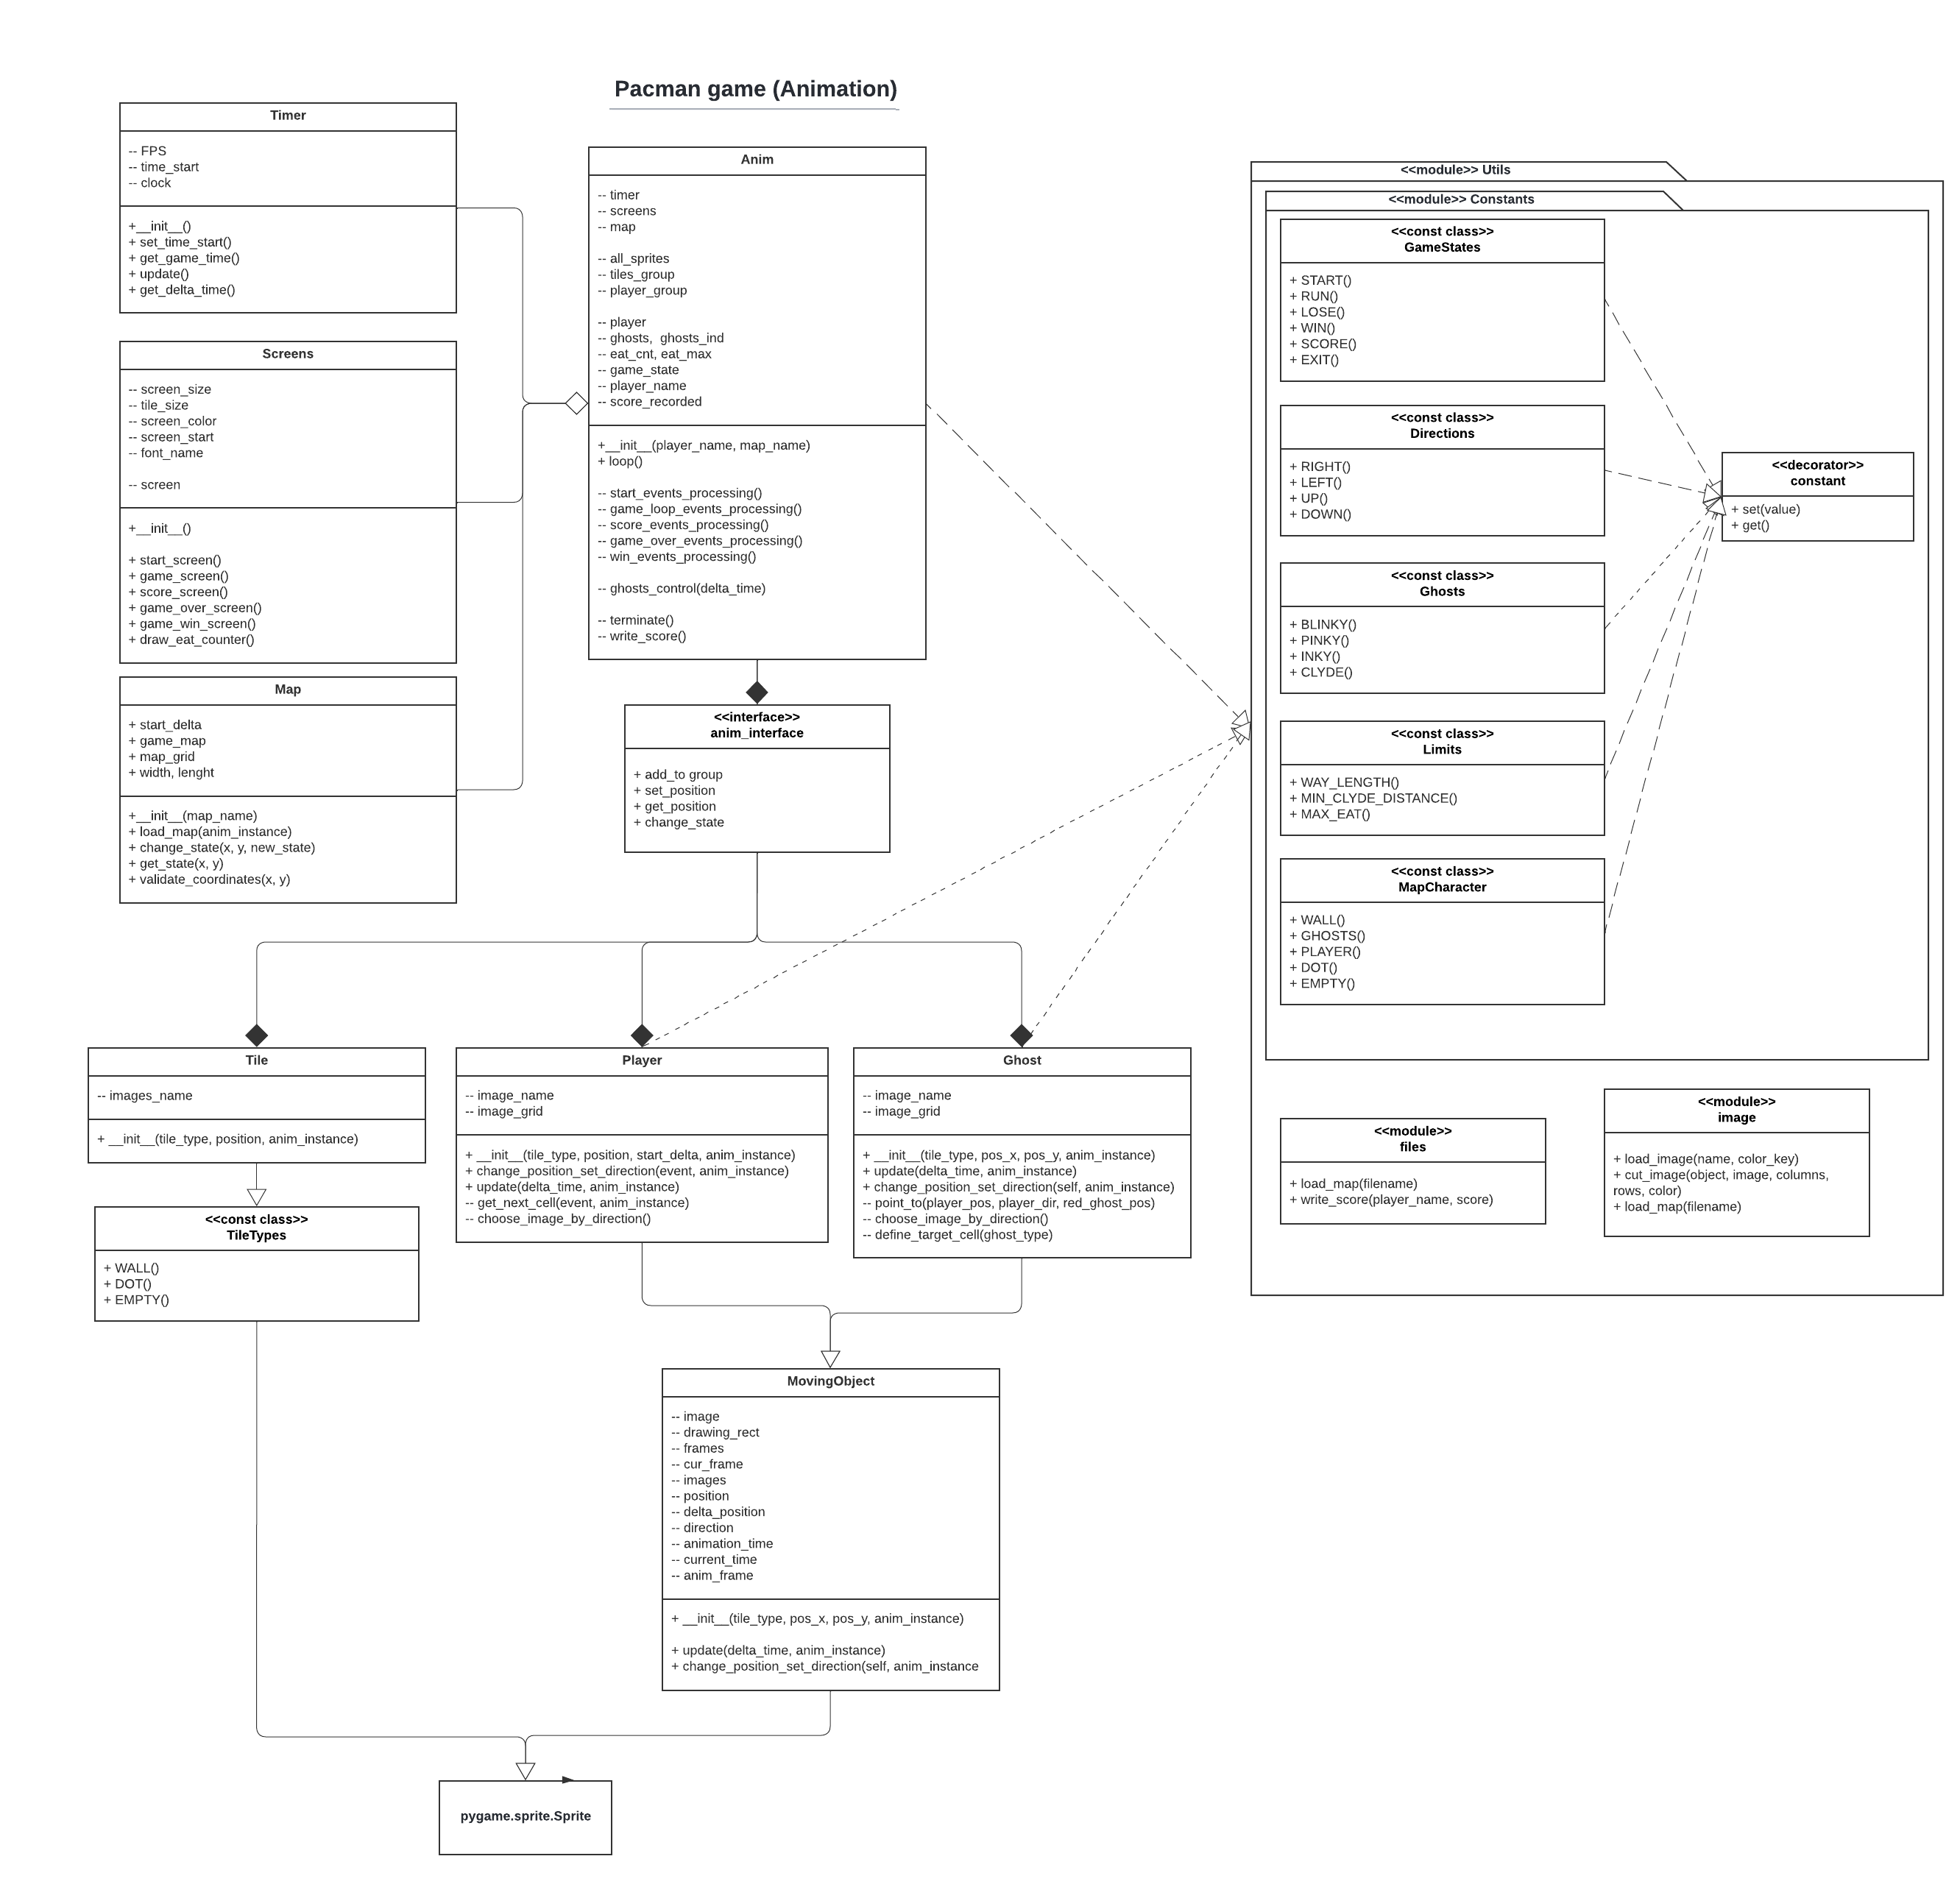 Pacman game (Animation)
Timer
-- FPS
-- time_start
-- clock
+__init__()
+ set_time_start()
+ get_game_time()
+ update()
+ get_delta_time()
Screens
-- screen_size
-- tile_size
-- screen_color
-- screen_start
-- font_name
-- screen
+__init__()
+ start_screen()
+ game_screen()
+ score_screen()
+ game_over_screen()
+ game_win_screen()
+ draw_eat_counter()
Map
+ start_delta
+ game_map
+ map_grid
+ width, lenght
+__init__(map_name)
+ load_map(anim_instance)
+ change_state(x, y, new_state)
+ get_state(x, y)
+ validate_coordinates(x, y)
Anim
-- timer
-- screens
-- map
-- all_sprites
-- tiles_group
-- player_group
-- player
-- ghosts,  ghosts_ind
-- eat_cnt, eat_max
-- game_state
-- player_name
-- score_recorded
+__init__(player_name, map_name)
+ loop()
-- start_events_processing()
-- game_loop_events_processing()
-- score_events_processing()
-- game_over_events_processing()
-- win_events_processing()
-- ghosts_control(delta_time)
-- terminate()
-- write_score()
<<interface>>
anim_interface
+ add_to group
+ set_position
+ get_position
+ change_state
Tile
-- images_name
+ __init__(tile_type, position, anim_instance)
<<const class>>
TileTypes
+ WALL()
+ DOT()
+ EMPTY()
Player
-- image_name
-- image_grid
+ __init__(tile_type, position, start_delta, anim_instance)
+ change_position_set_direction(event, anim_instance)
+ update(delta_time, anim_instance)
-- get_next_cell(event, anim_instance)
-- choose_image_by_direction()
Ghost
-- image_name
-- image_grid
+ __init__(tile_type, pos_x, pos_y, anim_instance)
+ update(delta_time, anim_instance)
+ change_position_set_direction(self, anim_instance)
-- point_to(player_pos, player_dir, red_ghost_pos)
-- choose_image_by_direction()
-- define_target_cell(ghost_type)
MovingObject
-- image
-- drawing_rect
-- frames
-- cur_frame
-- images
-- position
-- delta_position
-- direction
-- animation_time
-- current_time
-- anim_frame
+ __init__(tile_type, pos_x, pos_y, anim_instance)
+ update(delta_time, anim_instance)
+ change_position_set_direction(self, anim_instance
pygame.sprite.Sprite
<<module>> Utils
<<module>> Constants
<<const class>>
GameStates
+ START()
+ RUN()
+ LOSE()
+ WIN()
+ SCORE()
+ EXIT()
<<const class>>
Directions
+ RIGHT()
+ LEFT()
+ UP()
+ DOWN()
<<const class>>
Ghosts
+ BLINKY()
+ PINKY()
+ INKY()
+ CLYDE()
<<const class>>
Limits
+ WAY_LENGTH()
+ MIN_CLYDE_DISTANCE()
+ MAX_EAT()
<<const class>>
MapCharacter
+ WALL()
+ GHOSTS()
+ PLAYER()
+ DOT()
+ EMPTY()
<<decorator>>
constant
+ set(value)
+ get()
<<module>>
files
+ load_map(filename)
+ write_score(player_name, score)
<<module>>
image
+ load_image(name, color_key)
+ cut_image(object, image, columns,
rows, color)
+ load_map(filename)